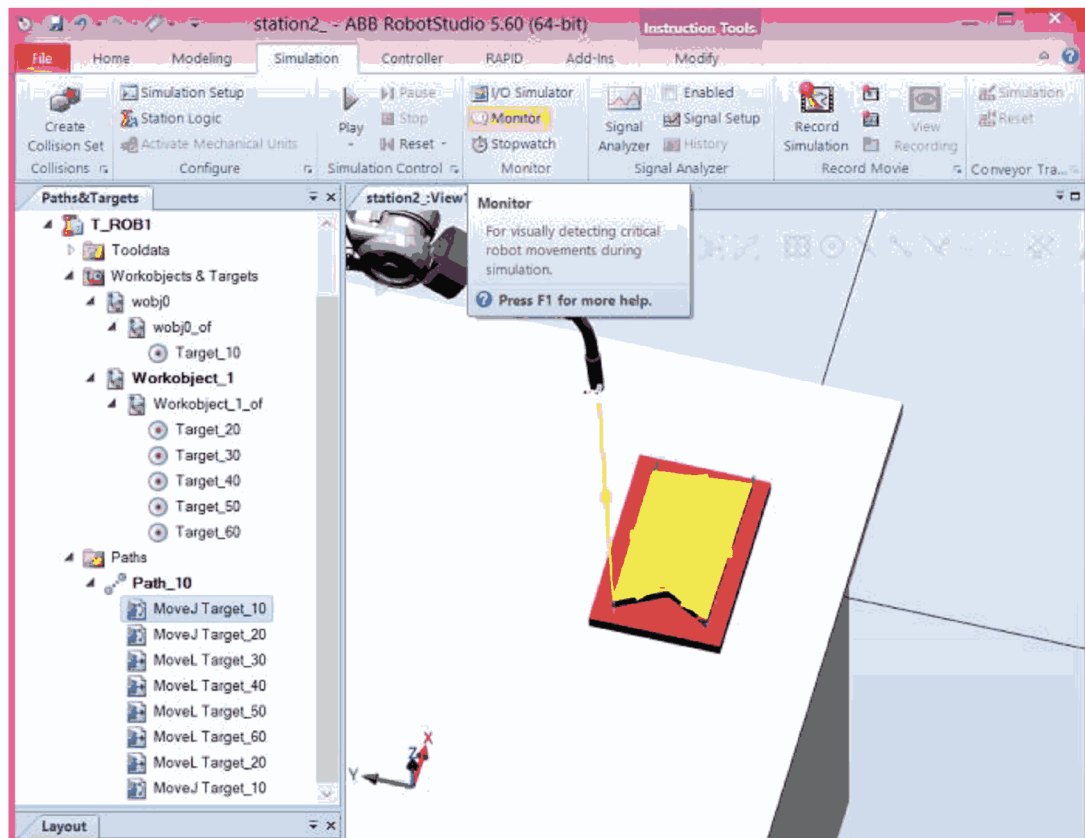 station2_ - ABB RobotStudio 5.60 (64-bit)
Instruction Tools
File Home Modeling Simulation Controller RAPID Add-Ins Modify
Create Collision Set
Collisions
Simulation Setup
Station Logic
Activate Mechanical Units
Configure
Play
Pause
Stop
Reset
Simulation Control
I/O Simulator
Monitor
Stopwatch
Monitor
Signal Analyzer
Enabled
Signal Setup
History
Signal Analyzer
Record Simulation
View Recording
Record Movie
Simulation
Reset
Conveyor Tra...
Paths&Targets
T_ROB1
Tooldata
Workobjects & Targets
wobj0
wobj0_of
Target_10
Workobject_1
Workobject_1_of
Target_20
Target_30
Target_40
Target_50
Target_60
Paths
Path_10
MoveJ Target_10
MoveJ Target_20
MoveL Target_30
MoveL Target_40
MoveL Target_50
MoveL Target_60
MoveL Target_20
MoveJ Target_10
Layout
station2_:View1
Monitor
For visually detecting critical
robot movements during
simulation.
Press F1 for more help.
X
Z
Y